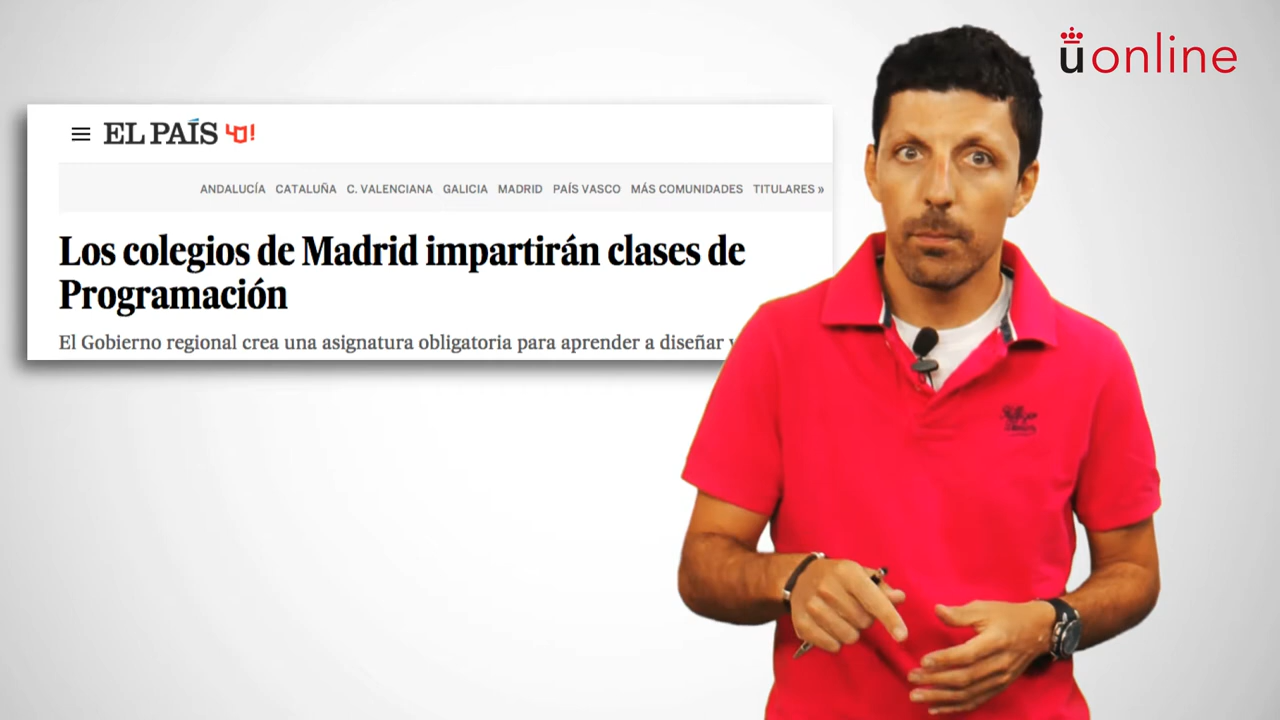 EL PAÍS 40!
ANDALUCÍA CATALUÑA C. VALENCIANA GALICIA MADRID PAÍS VASCO MÁS COMUNIDADES TITULARES »
Los colegios de Madrid impartirán clases de
Programación
El Gobierno regional crea una asignatura obligatoria para aprender a diseñar
uonline